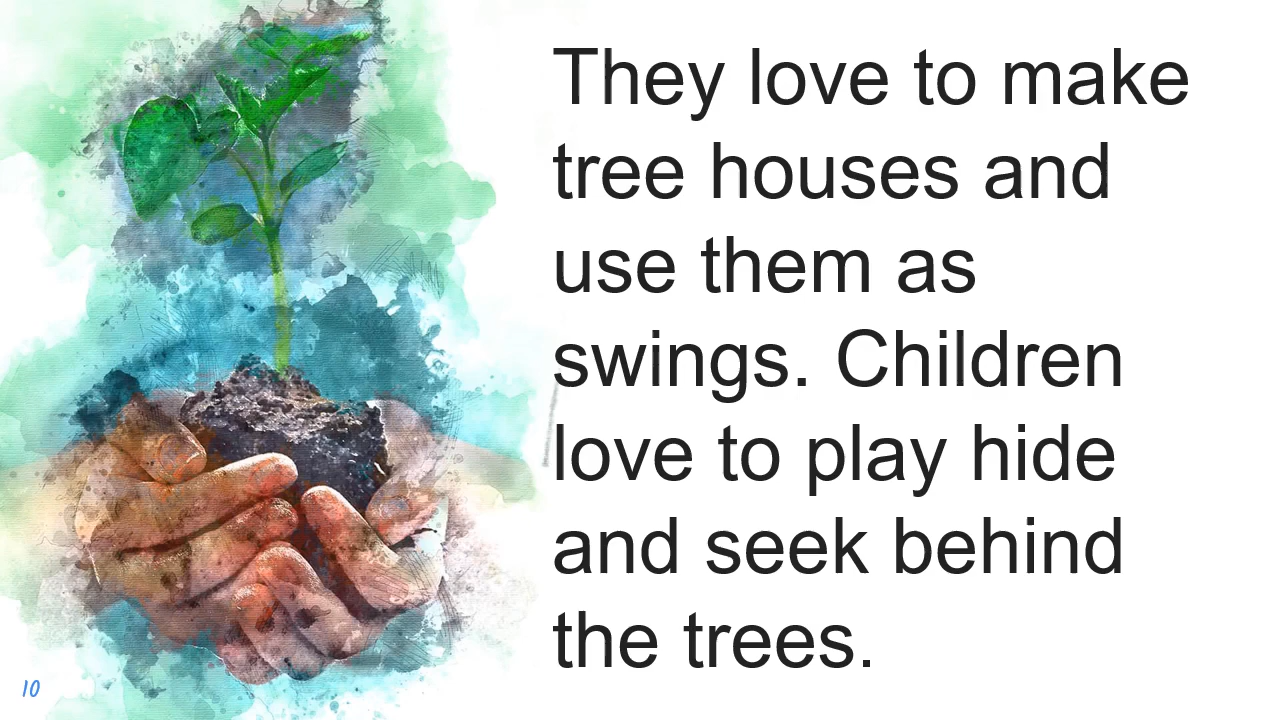 They love to make
tree houses and
use them as
swings. Children
love to play hide
and seek behind
the trees.
10